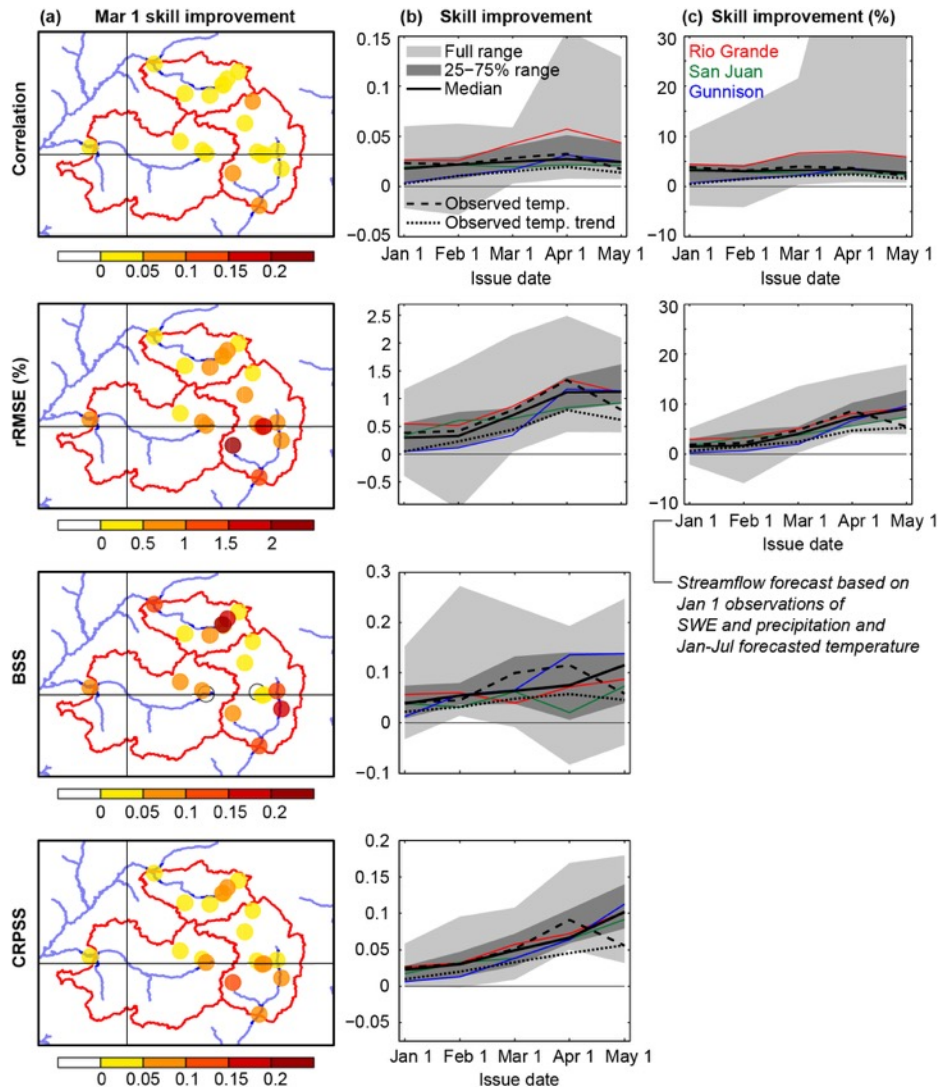 (a) Mar 1 skill improvement
(b) Skill improvement
(c) Skill improvement (%)
Correlation
0 0.05 0.1 0.15 0.2
0.15
0.1
0.05
0
−0.05
Full range
25–75% range
Median
Observed temp.
Observed temp. trend
Jan 1 Feb 1 Mar 1 Apr 1 May 1
Issue date
30
20
10
5
0
−10
Rio Grande
San Juan
Gunnison
Jan 1 Feb 1 Mar 1 Apr 1 May 1
Issue date
rRMSE (%)
0 0.5 1 1.5 2
2.5
2
1.5
1
0.5
0
−0.5
Jan 1 Feb 1 Mar 1 Apr 1 May 1
Issue date
30
20
10
5
0
−10
Jan 1 Feb 1 Mar 1 Apr 1 May 1
Issue date
Streamflow forecast based on
Jan 1 observations of
SWE and precipitation and
Jan-Jul forecasted temperature
BSS
0 0.05 0.1 0.15 0.2
0.3
0.2
0.1
0
−0.1
Jan 1 Feb 1 Mar 1 Apr 1 May 1
Issue date
CRPSS
0 0.05 0.1 0.15 0.2
0.2
0.15
0.1
0.05
0
−0.05
Jan 1 Feb 1 Mar 1 Apr 1 May 1
Issue date